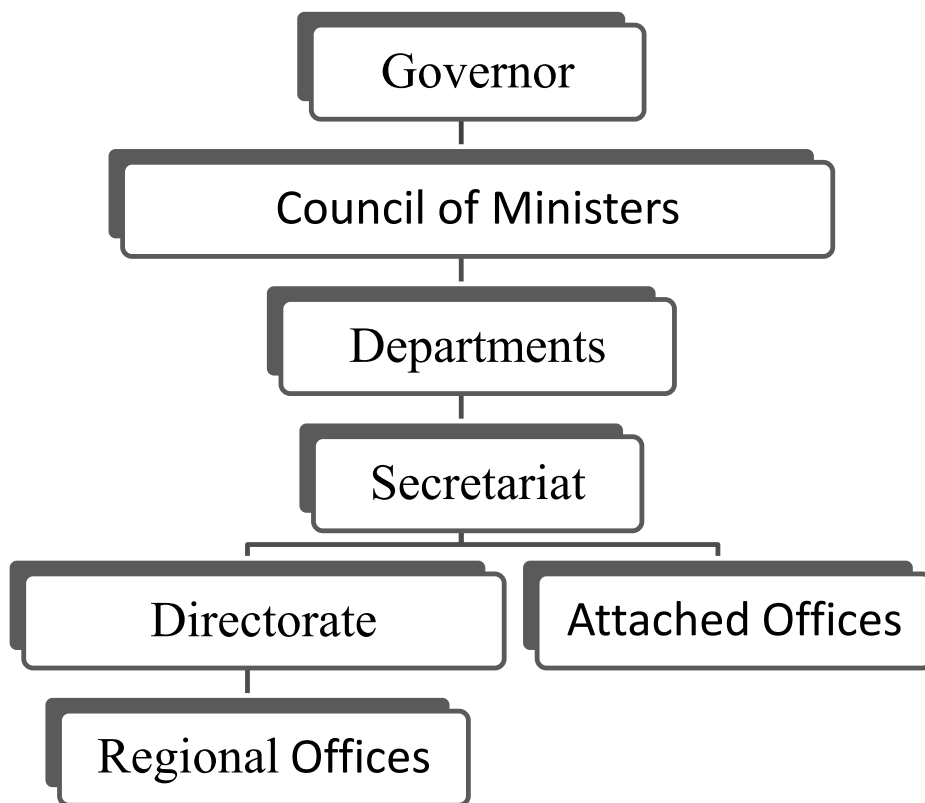 Governor
Council of Ministers
Departments
Secretariat
Directorate
Attached Offices
Regional Offices